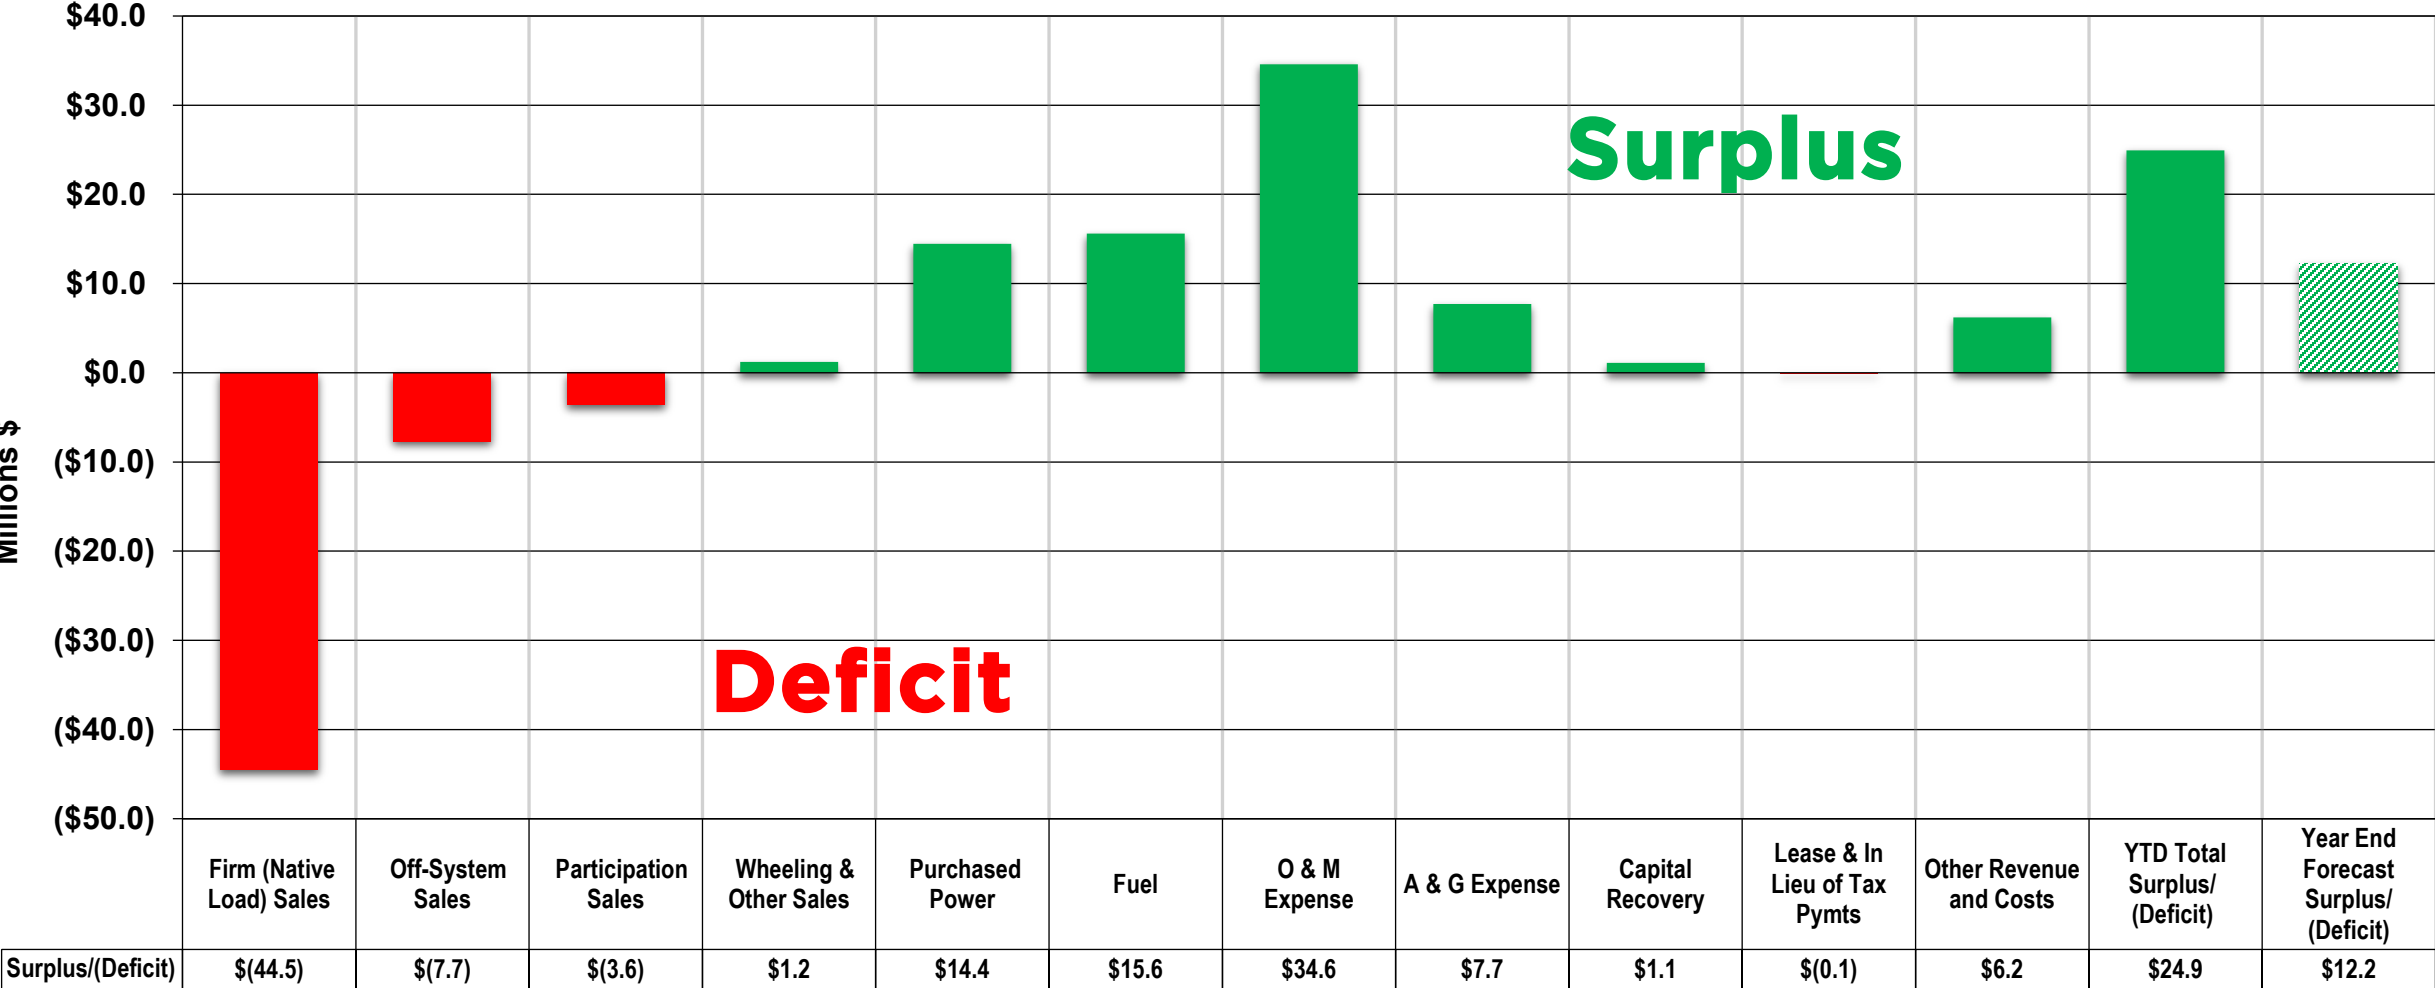 $40.0
$30.0
$20.0
$10.0
$0.0
($10.0)
($20.0)
($30.0)
($40.0)
($50.0)
Millions $
Surplus
Deficit
Firm (Native
Load) Sales
Off-System
Sales
Participation
Sales
Wheeling &
Other Sales
Purchased
Power
Fuel
O & M
Expense
A & G Expense
Capital
Recovery
Lease & In
Lieu of Tax
Pymts
Other Revenue
and Costs
YTD Total
Surplus/
(Deficit)
Year End
Forecast
Surplus/
(Deficit)
Surplus/(Deficit) $(44.5) $(7.7) $(3.6) $1.2 $14.4 $15.6 $34.6 $7.7 $1.1 $(0.1) $6.2 $24.9 $12.2